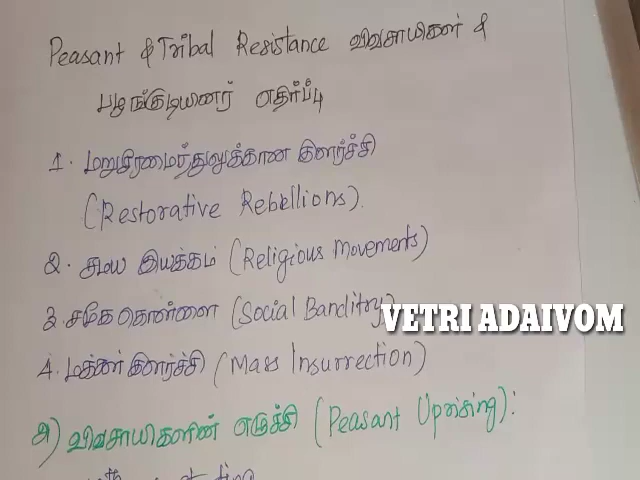 Peasant & Tribal Resistance விவசாயிகள் &
பழங்குடியினர் எதிர்ப்பு
1. மறுசீரமைத்தலுக்கான கிளர்ச்சி
(Restorative Rebellions).
2. சமய இயக்கம் (Religious Movements)
3. சமூக கொள்ளை (Social Banditry)
VETRI ADAIVOM
4. மக்கள் கிளர்ச்சி (Mass Insurrection)
அ) விவசாயிகளின் எழுச்சி (Peasant Uprising):